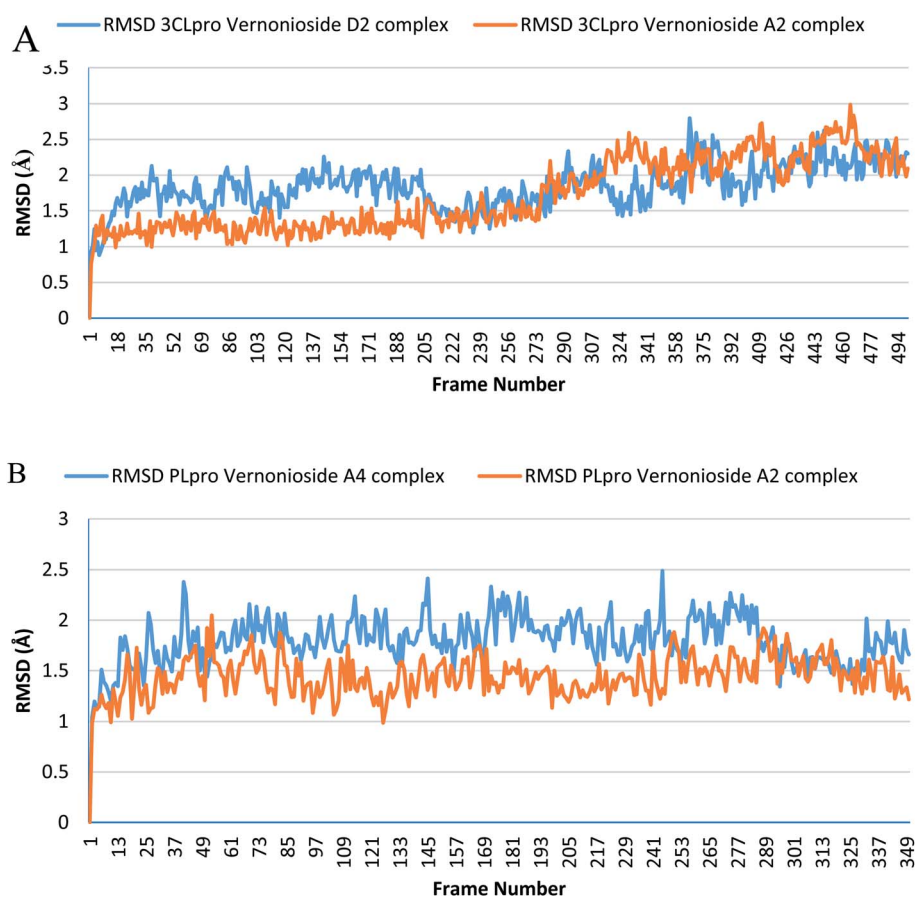 A
RMSD 3CLpro Vernonioside D2 complex RMSD 3CLpro Vernonioside A2 complex
3.5
3
2.5
2
1.5
1
0.5
0
RMSD (Å)
1 18 35 52 69 86 103 120 137 154 171 188 205 222 239 256 273 290 307 324 341 358 375 392 409 426 443 460 477 494
Frame Number
B
RMSD PLpro Vernonioside A4 complex RMSD PLpro Vernonioside A2 complex
3
2.5
2
1.5
1
0.5
0
RMSD (Å)
1 13 25 37 49 61 73 85 97 109 121 133 145 157 169 181 193 205 217 229 241 253 265 277 289 301 313 325 337 349
Frame Number